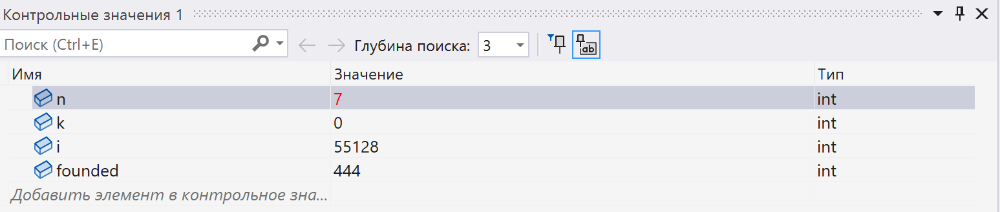 Контрольные значения 1
Поиск (Ctrl+E) Глубина поиска: 3
Имя Значение Тип
n 7 int
k 0 int
i 55128 int
founded 444 int
Добавить элемент в контрольное зна...